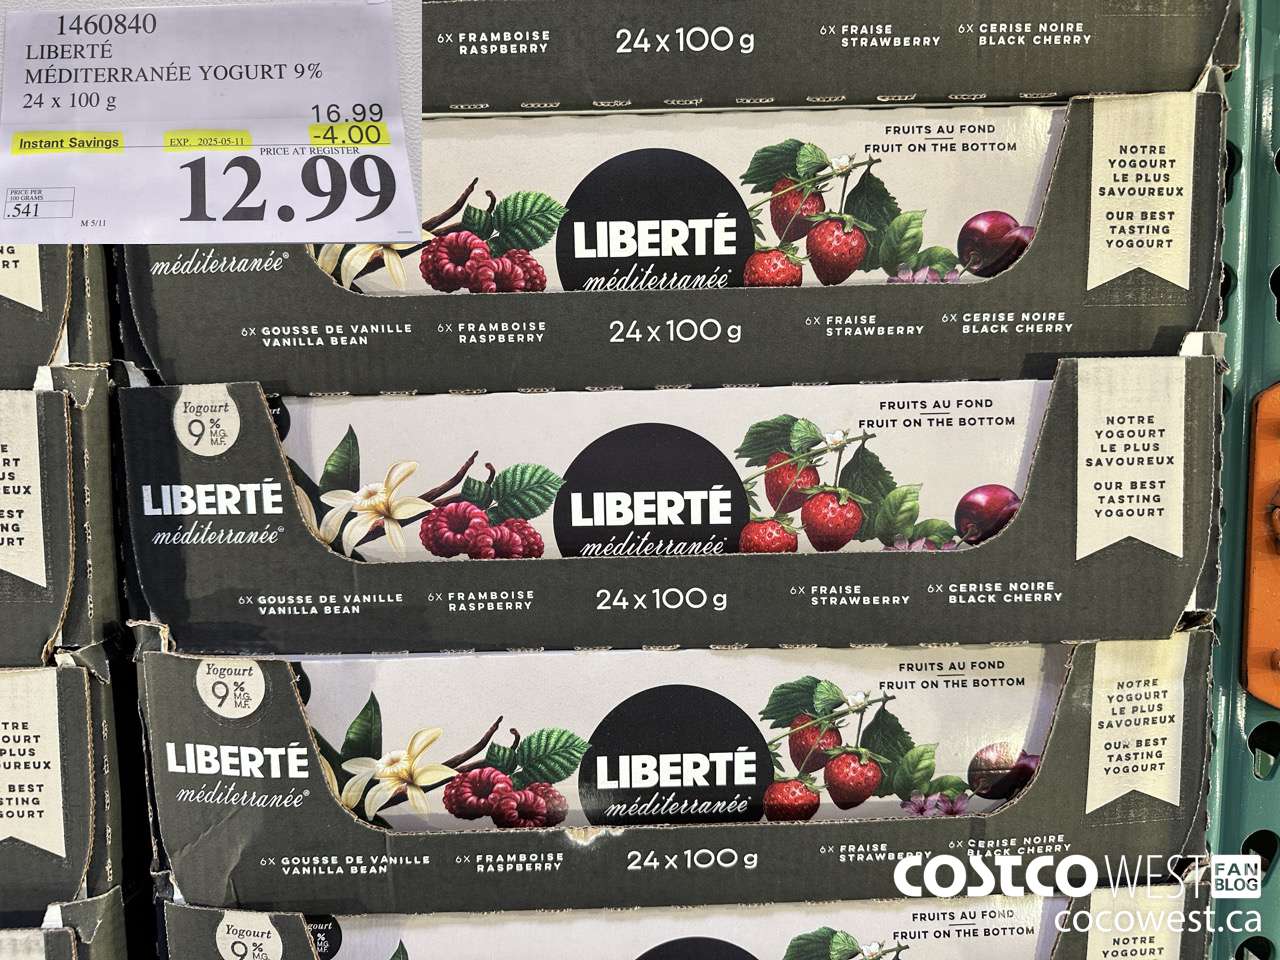 1460840
LIBERTÉ
MÉDITERRANÉE YOGURT 9%
24 x 100 g
16.99
Instant Savings EXP. 2025-05-11 -4.00
PRICE AT REGISTER
12.99
PRICE PER
100 GRAMS
.541
M 5/11
6X FRAMBOISE
RASPBERRY
24 x 100 g
6X FRAISE
STRAWBERRY
6X CERISE NOIRE
BLACK CHERRY
FRUITS AU FOND
FRUIT ON THE BOTTOM
LIBERTÉ
méditerranée
NOTRE
YOGOURT
LE PLUS
SAVOUREUX
OUR BEST
TASTING
YOGOURT
méditerranée®
6X GOUSSE DE VANILLE
VANILLA BEAN
6X FRAMBOISE
RASPBERRY
24 x 100 g
6X FRAISE
STRAWBERRY
6X CERISE NOIRE
BLACK CHERRY
Yogourt
9% M.G.
M.F.
LIBERTÉ
méditerranée®
FRUITS AU FOND
FRUIT ON THE BOTTOM
LIBERTÉ
méditerranée
NOTRE
YOGOURT
LE PLUS
SAVOUREUX
OUR BEST
TASTING
YOGOURT
6X GOUSSE DE VANILLE
VANILLA BEAN
6X FRAMBOISE
RASPBERRY
24 x 100 g
6X FRAISE
STRAWBERRY
6X CERISE NOIRE
BLACK CHERRY
Yogourt
9% M.G.
M.F.
LIBERTÉ
méditerranée®
FRUITS AU FOND
FRUIT ON THE BOTTOM
LIBERTÉ
méditerranée
NOTRE
YOGOURT
LE PLUS
SAVOUREUX
OUR BEST
TASTING
YOGOURT
6X GOUSSE DE VANILLE
VANILLA BEAN
6X FRAMBOISE
RASPBERRY
24 x 100 g
6X FRAISE
STRAWBERRY
6X CERISE NOIRE
BLACK CHERRY
Yogourt
9% M.G.
M.F.
FRUITS AU FOND
FRUIT ON THE BOTTOM
NOTRE
YOGOURT
COSTCO WEST FAN
BLOG
cocowest.ca